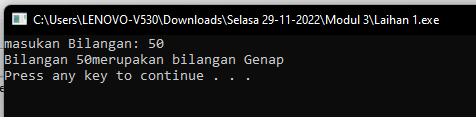 C:\Users\LENOVO-V530\Downloads\Selasa 29-11-2022\Modul 3\Laihan 1.exe
masukan Bilangan: 50
Bilangan 50merupakan bilangan Genap
Press any key to continue . . .